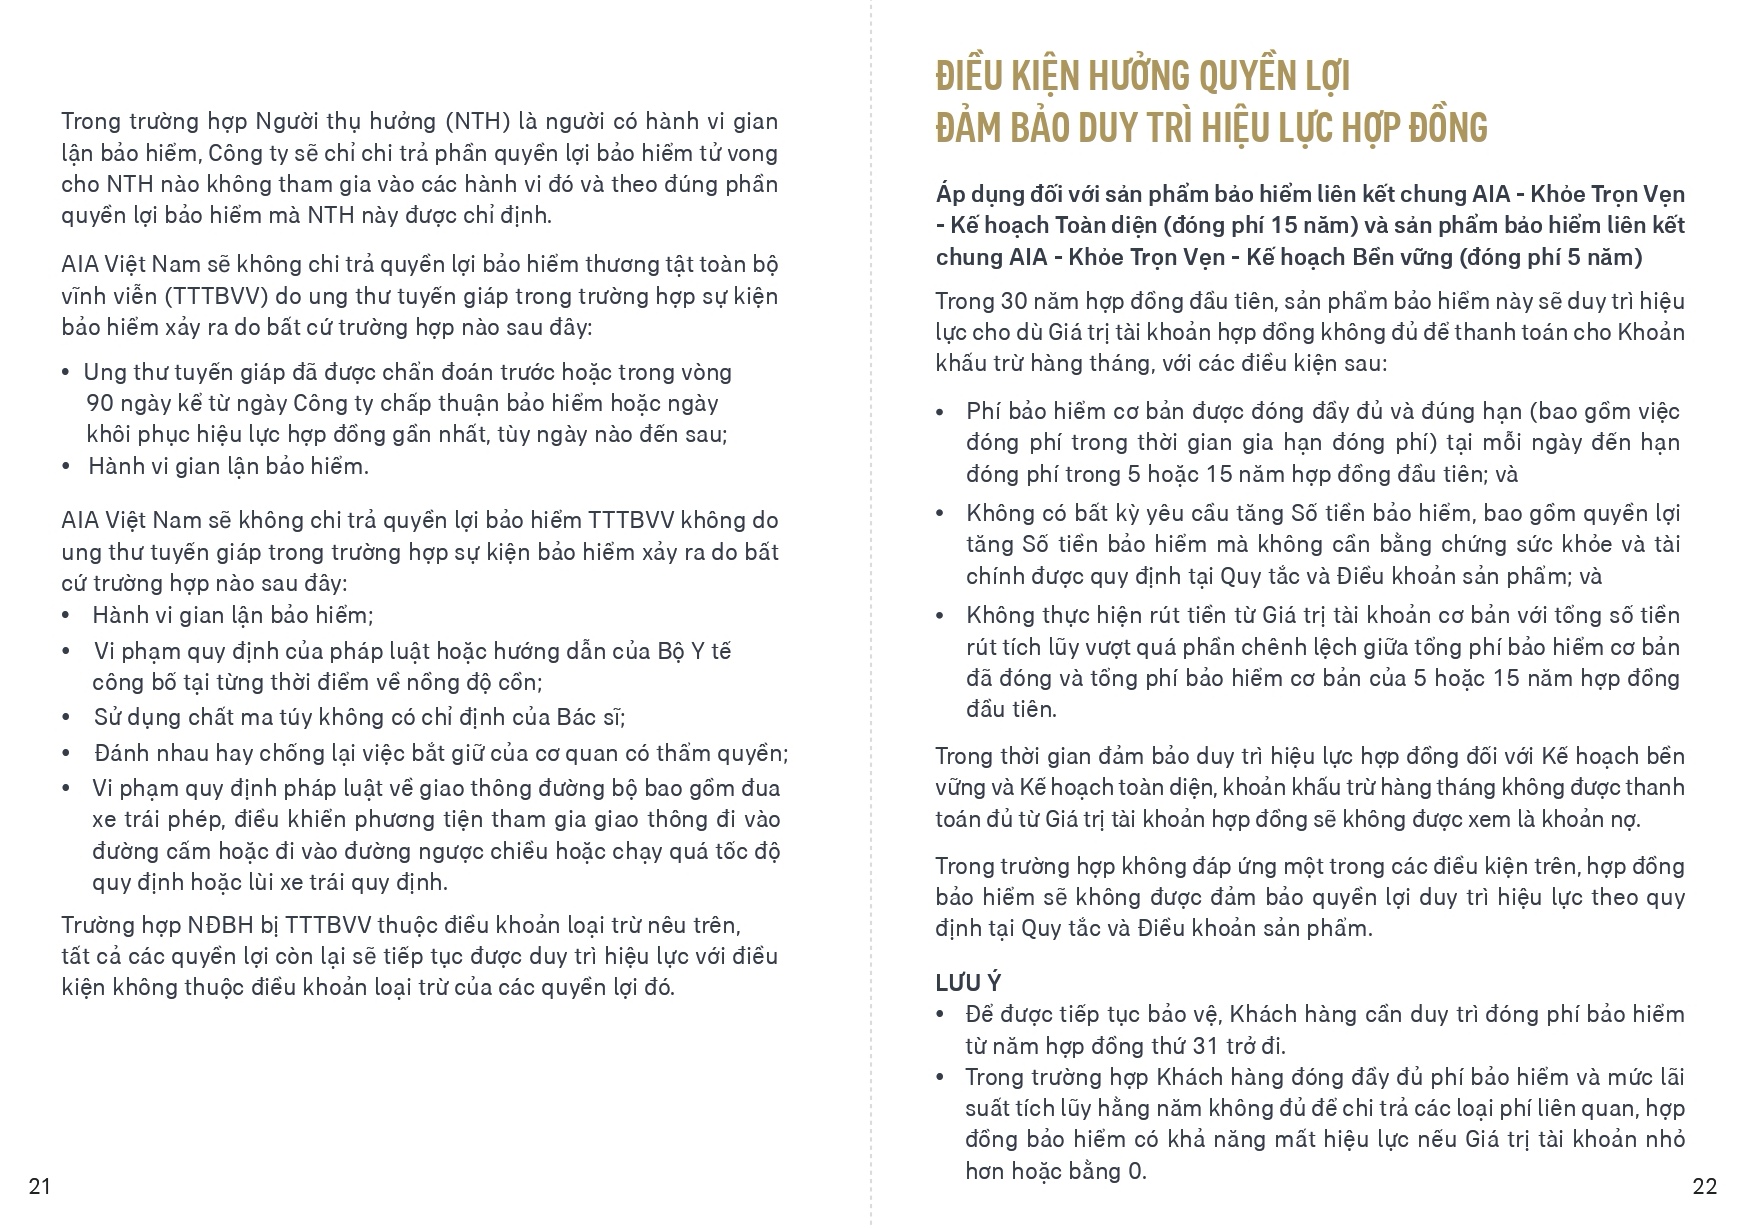 Trong trường hợp Người thụ hưởng (NTH) là người có hành vi gian
lận bảo hiểm, Công ty sẽ chỉ chi trả phần quyền lợi bảo hiểm tử vong
cho NTH nào không tham gia vào các hành vi đó và theo đúng phần
quyền lợi bảo hiểm mà NTH này được chỉ định.
AIA Việt Nam sẽ không chi trả quyền lợi bảo hiểm thương tật toàn bộ
vĩnh viễn (TTTBVV) do ung thư tuyến giáp trong trường hợp sự kiện
bảo hiểm xảy ra do bất cứ trường hợp nào sau đây:
• Ung thư tuyến giáp đã được chẩn đoán trước hoặc trong vòng
90 ngày kể từ ngày Công ty chấp thuận bảo hiểm hoặc ngày
khôi phục hiệu lực hợp đồng gần nhất, tùy ngày nào đến sau;
• Hành vi gian lận bảo hiểm.
AIA Việt Nam sẽ không chi trả quyền lợi bảo hiểm TTTBVV không do
ung thư tuyến giáp trong trường hợp sự kiện bảo hiểm xảy ra do bất
cứ trường hợp nào sau đây:
• Hành vi gian lận bảo hiểm;
• Vi phạm quy định của pháp luật hoặc hướng dẫn của Bộ Y tế
công bố tại từng thời điểm về nồng độ cồn;
• Sử dụng chất ma túy không có chỉ định của Bác sĩ;
• Đánh nhau hay chống lại việc bắt giữ của cơ quan có thẩm quyền;
• Vi phạm quy định pháp luật về giao thông đường bộ bao gồm đua
xe trái phép, điều khiển phương tiện tham gia giao thông đi vào
đường cấm hoặc đi vào đường ngược chiều hoặc chạy quá tốc độ
quy định hoặc lùi xe trái quy định.
Trường hợp NĐBH bị TTTBVV thuộc điều khoản loại trừ nêu trên,
tất cả các quyền lợi còn lại sẽ tiếp tục được duy trì hiệu lực với điều
kiện không thuộc điều khoản loại trừ của các quyền lợi đó.
21
ĐIỀU KIỆN HƯỞNG QUYỀN LỢI
ĐẢM BẢO DUY TRÌ HIỆU LỰC HỢP ĐỒNG
Áp dụng đối với sản phẩm bảo hiểm liên kết chung AIA - Khỏe Trọn Vẹn
- Kế hoạch Toàn diện (đóng phí 15 năm) và sản phẩm bảo hiểm liên kết
chung AIA - Khỏe Trọn Vẹn - Kế hoạch Bền vững (đóng phí 5 năm)
Trong 30 năm hợp đồng đầu tiên, sản phẩm bảo hiểm này sẽ duy trì hiệu
lực cho dù Giá trị tài khoản hợp đồng không đủ để thanh toán cho Khoản
khấu trừ hàng tháng, với các điều kiện sau:
• Phí bảo hiểm cơ bản được đóng đầy đủ và đúng hạn (bao gồm việc
đóng phí trong thời gian gia hạn đóng phí) tại mỗi ngày đến hạn
đóng phí trong 5 hoặc 15 năm hợp đồng đầu tiên; và
• Không có bất kỳ yêu cầu tăng Số tiền bảo hiểm, bao gồm quyền lợi
tăng Số tiền bảo hiểm mà không cần bằng chứng sức khỏe và tài
chính được quy định tại Quy tắc và Điều khoản sản phẩm; và
• Không thực hiện rút tiền từ Giá trị tài khoản cơ bản với tổng số tiền
rút tích lũy vượt quá phần chênh lệch giữa tổng phí bảo hiểm cơ bản
đã đóng và tổng phí bảo hiểm cơ bản của 5 hoặc 15 năm hợp đồng
đầu tiên.
Trong thời gian đảm bảo duy trì hiệu lực hợp đồng đối với Kế hoạch bền
vững và Kế hoạch toàn diện, khoản khấu trừ hàng tháng không được thanh
toán đủ từ Giá trị tài khoản hợp đồng sẽ không được xem là khoản nợ.
Trong trường hợp không đáp ứng một trong các điều kiện trên, hợp đồng
bảo hiểm sẽ không được đảm bảo quyền lợi duy trì hiệu lực theo quy
định tại Quy tắc và Điều khoản sản phẩm.
LƯU Ý
• Để được tiếp tục bảo vệ, Khách hàng cần duy trì đóng phí bảo hiểm
từ năm hợp đồng thứ 31 trở đi.
• Trong trường hợp Khách hàng đóng đầy đủ phí bảo hiểm và mức lãi
suất tích lũy hằng năm không đủ để chi trả các loại phí liên quan, hợp
đồng bảo hiểm có khả năng mất hiệu lực nếu Giá trị tài khoản nhỏ
hơn hoặc bằng 0.
22